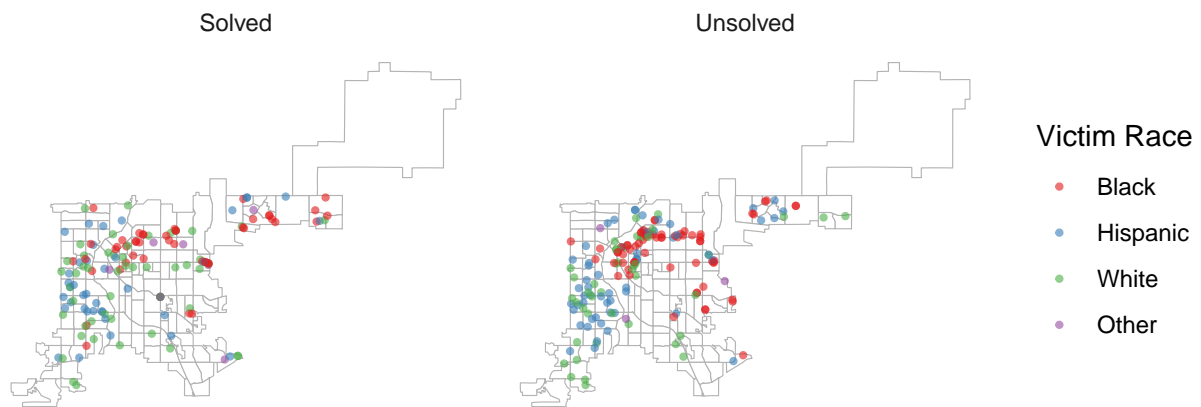 Solved
Unsolved
Victim Race
Black
Hispanic
White
Other